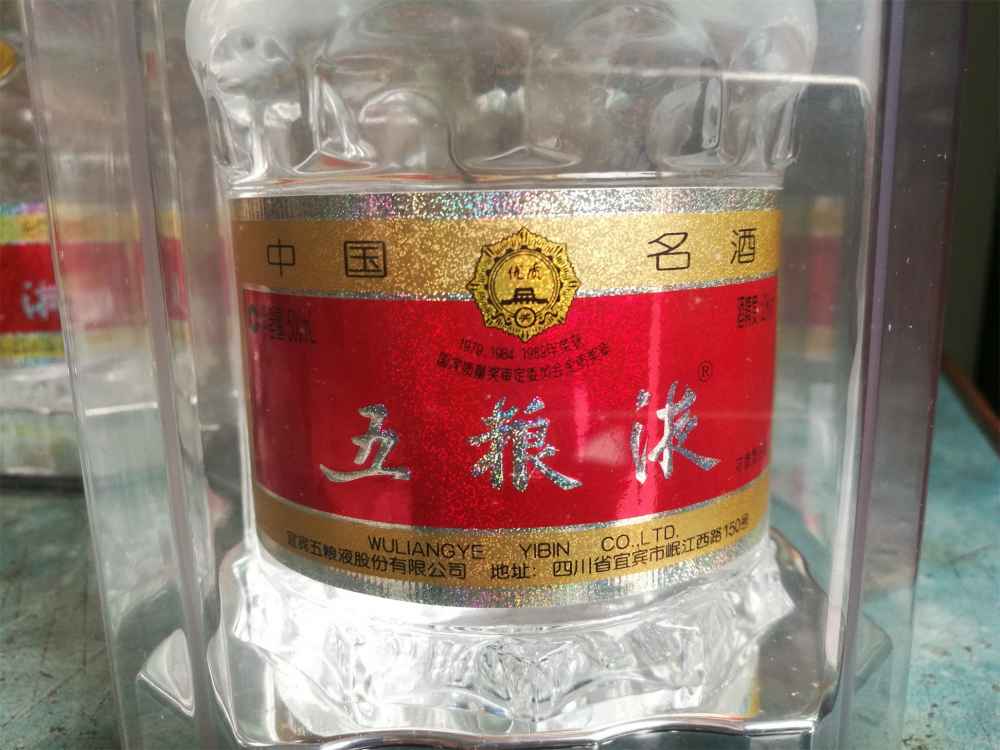 中国 名酒
优质
1979.1984 1989年荣获
国家质量奖审定委员会金质奖章
五粮液®
WULIANGYE YIBIN CO.,LTD.
宜宾五粮液股份有限公司 地址：四川省宜宾市岷江西路150号
液